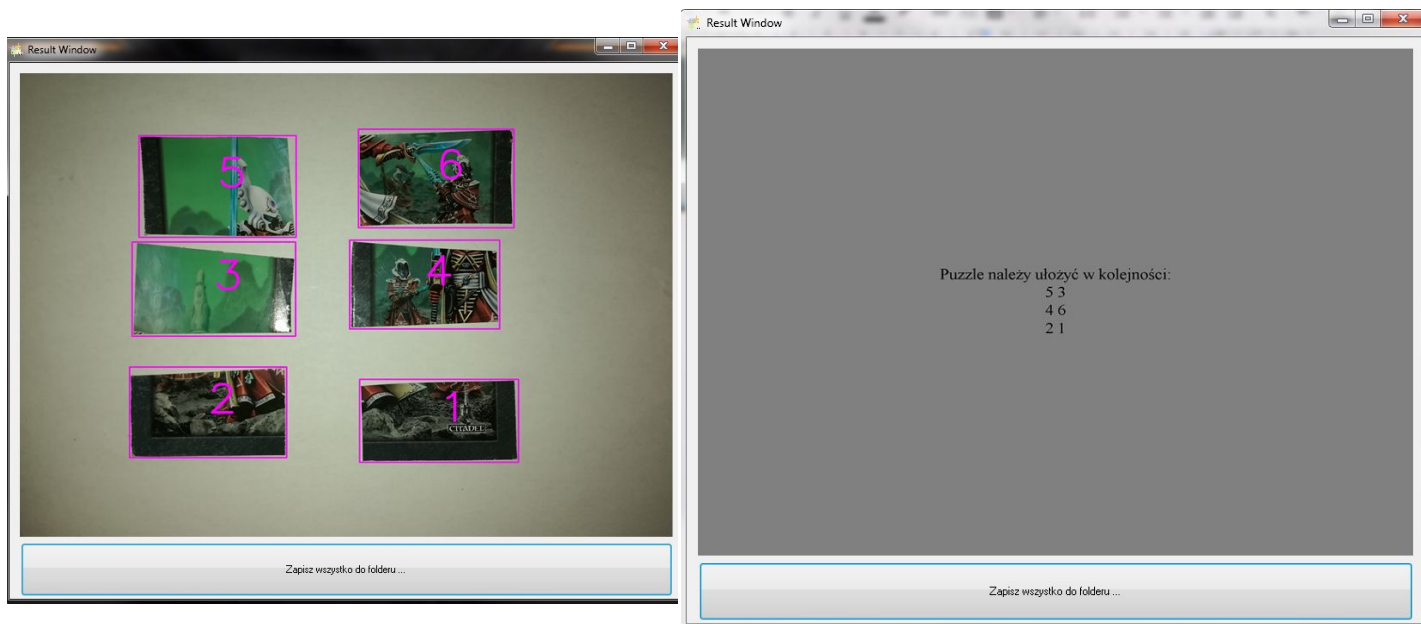 Result Window
5
6
3
4
2
1
CITADEL
Zapisz wszystko do folderu ...
Result Window
Puzzle należy ułożyć w kolejności:
5 3
4 6
2 1
Zapisz wszystko do folderu ...